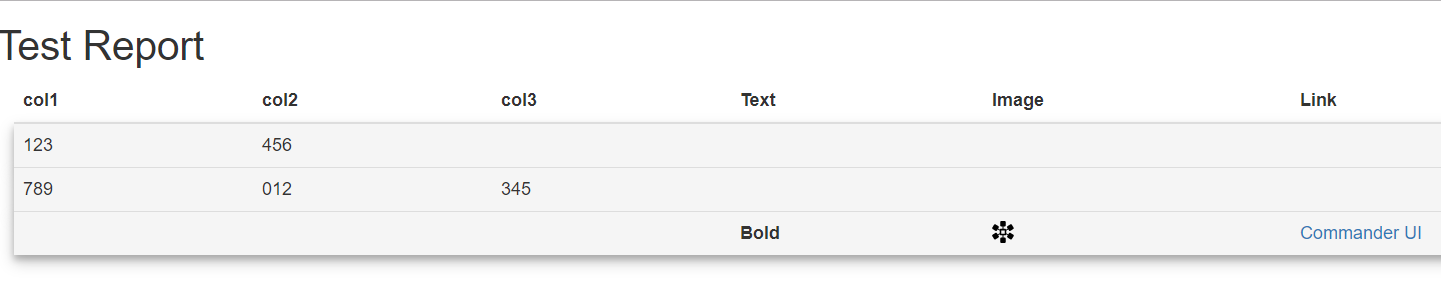 Test Report
col1 col2 col3 Text Image Link
123 456
789 012 345
Bold Commander UI